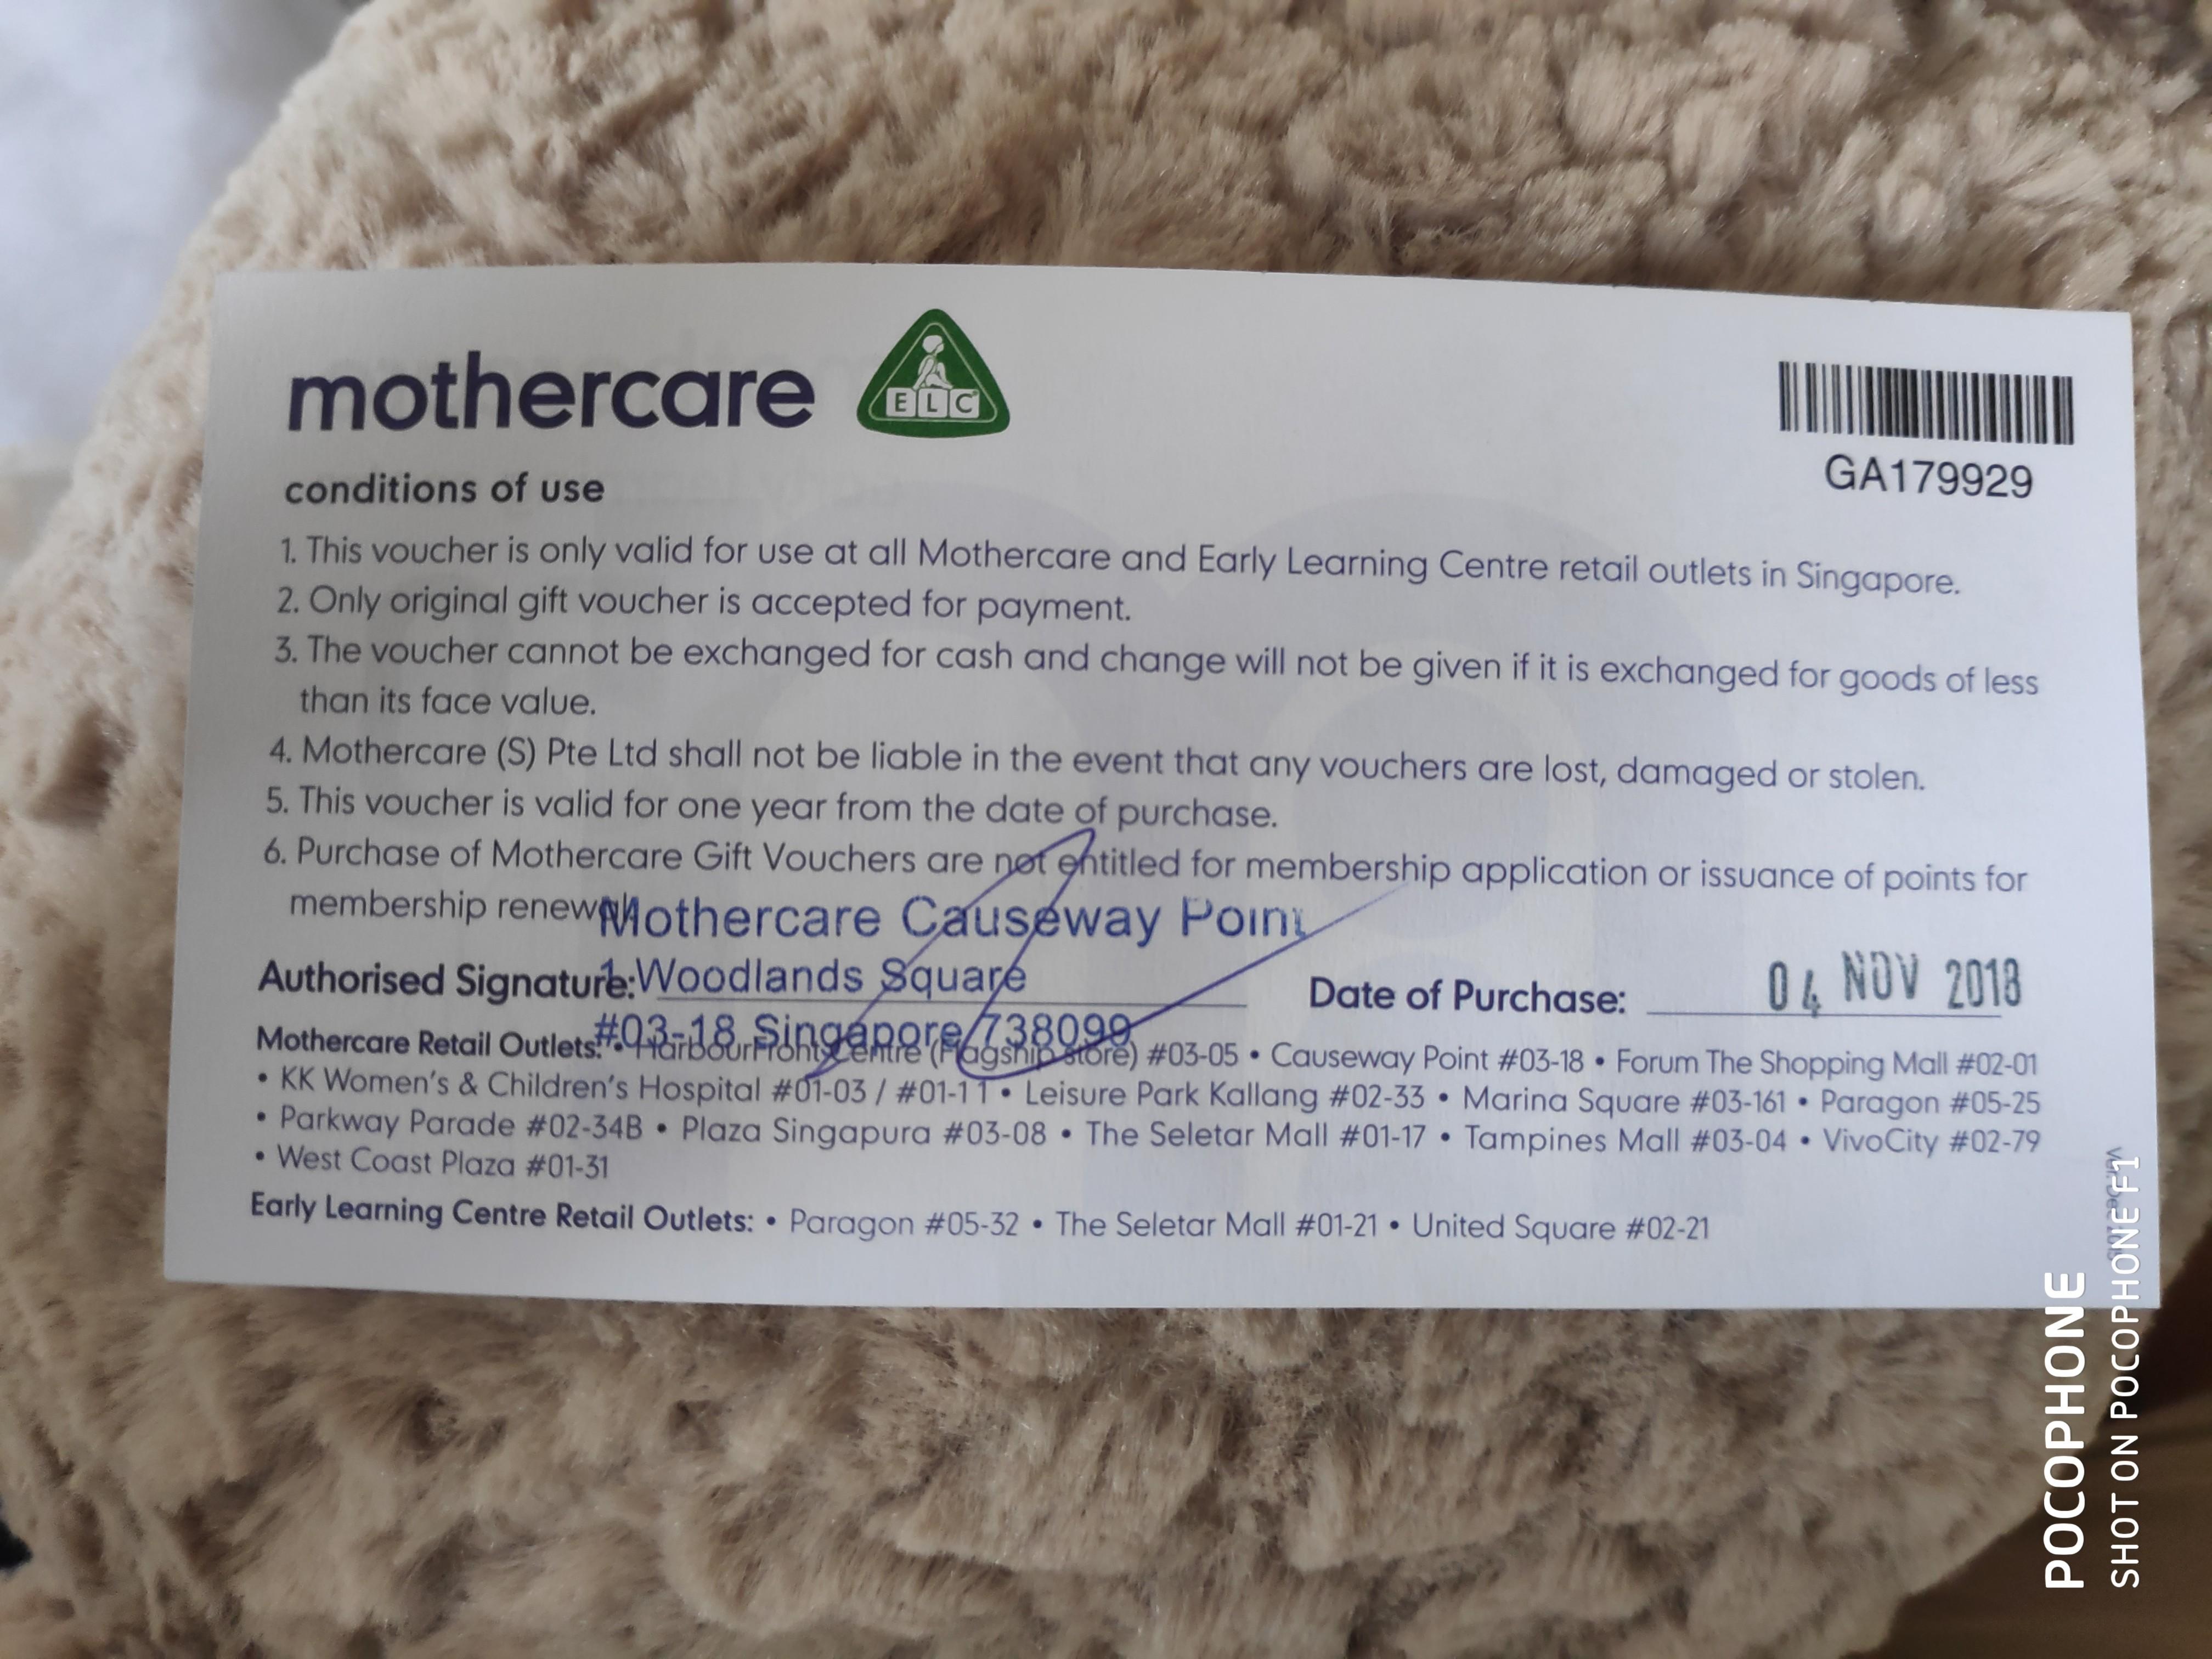 mothercare
ELC
GA179929
conditions of use
1. This voucher is only valid for use at all Mothercare and Early Learning Centre retail outlets in Singapore.
2. Only original gift voucher is accepted for payment.
3. The voucher cannot be exchanged for cash and change will not be given if it is exchanged for goods of less
than its face value.
4. Mothercare (S) Pte Ltd shall not be liable in the event that any vouchers are lost, damaged or stolen.
5. This voucher is valid for one year from the date of purchase.
6. Purchase of Mothercare Gift Vouchers are not entitled for membership application or issuance of points for
membership renewal.
Mothercare Causeway Point
1 Woodlands Square
#03-18 Singapore 738099
Authorised Signature:
Date of Purchase: 04 NOV 2018
Mothercare Retail Outlets: • HarbourFront Centre (Flagship store) #03-05 • Causeway Point #03-18 • Forum The Shopping Mall #02-01
• KK Women's & Children's Hospital #01-03 / #01-11 • Leisure Park Kallang #02-33 • Marina Square #03-161 • Paragon #05-25
• Parkway Parade #02-34B • Plaza Singapura #03-08 • The Seletar Mall #01-17 • Tampines Mall #03-04 • VivoCity #02-79
• West Coast Plaza #01-31
Early Learning Centre Retail Outlets: • Paragon #05-32 • The Seletar Mall #01-21 • United Square #02-21
POCOPHONE
SHOT ON POCOPHONE F1